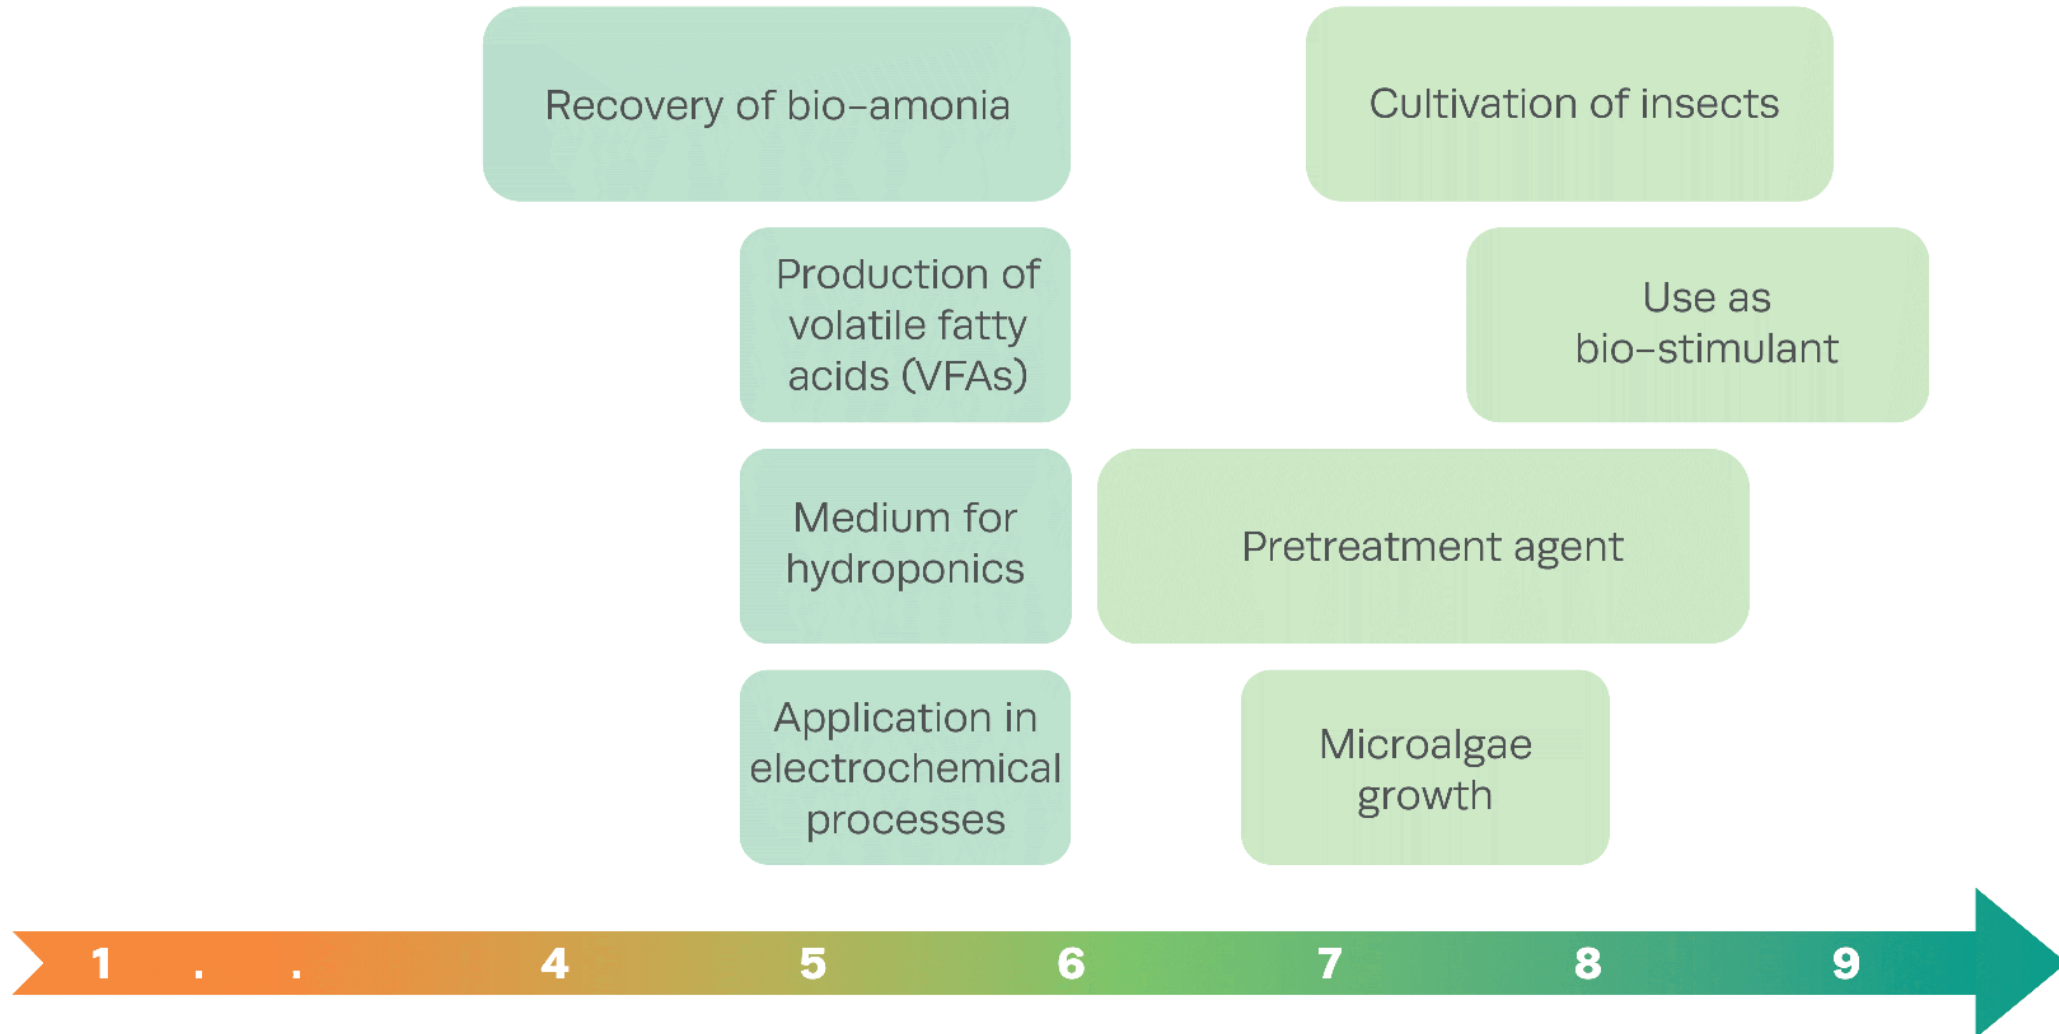 Recovery of bio-amonia
Cultivation of insects
Production of
volatile fatty
acids (VFAs)
Use as
bio-stimulant
Medium for
hydroponics
Pretreatment agent
Application in
electrochemical
processes
Microalgae
growth
1 . . 4 5 6 7 8 9